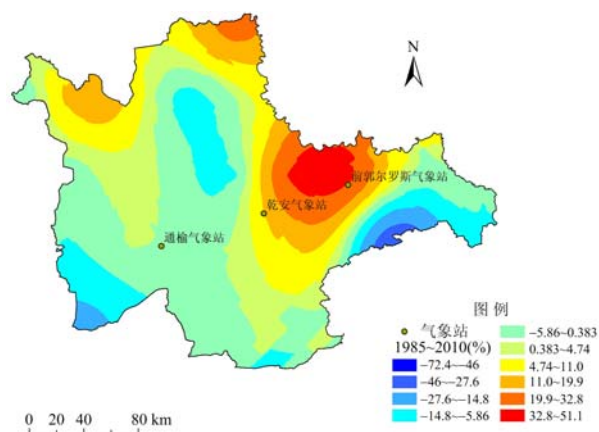 N
前郭尔罗斯气象站
乾安气象站
通榆气象站
图例
气象站
1985~2010(%)
−72.4~−46
−46~−27.6
−27.6~−14.8
−14.8~−5.86
−5.86~0.383
0.383~4.74
4.74~11.0
11.0~19.9
19.9~32.8
32.8~51.1
0 20 40 80 km